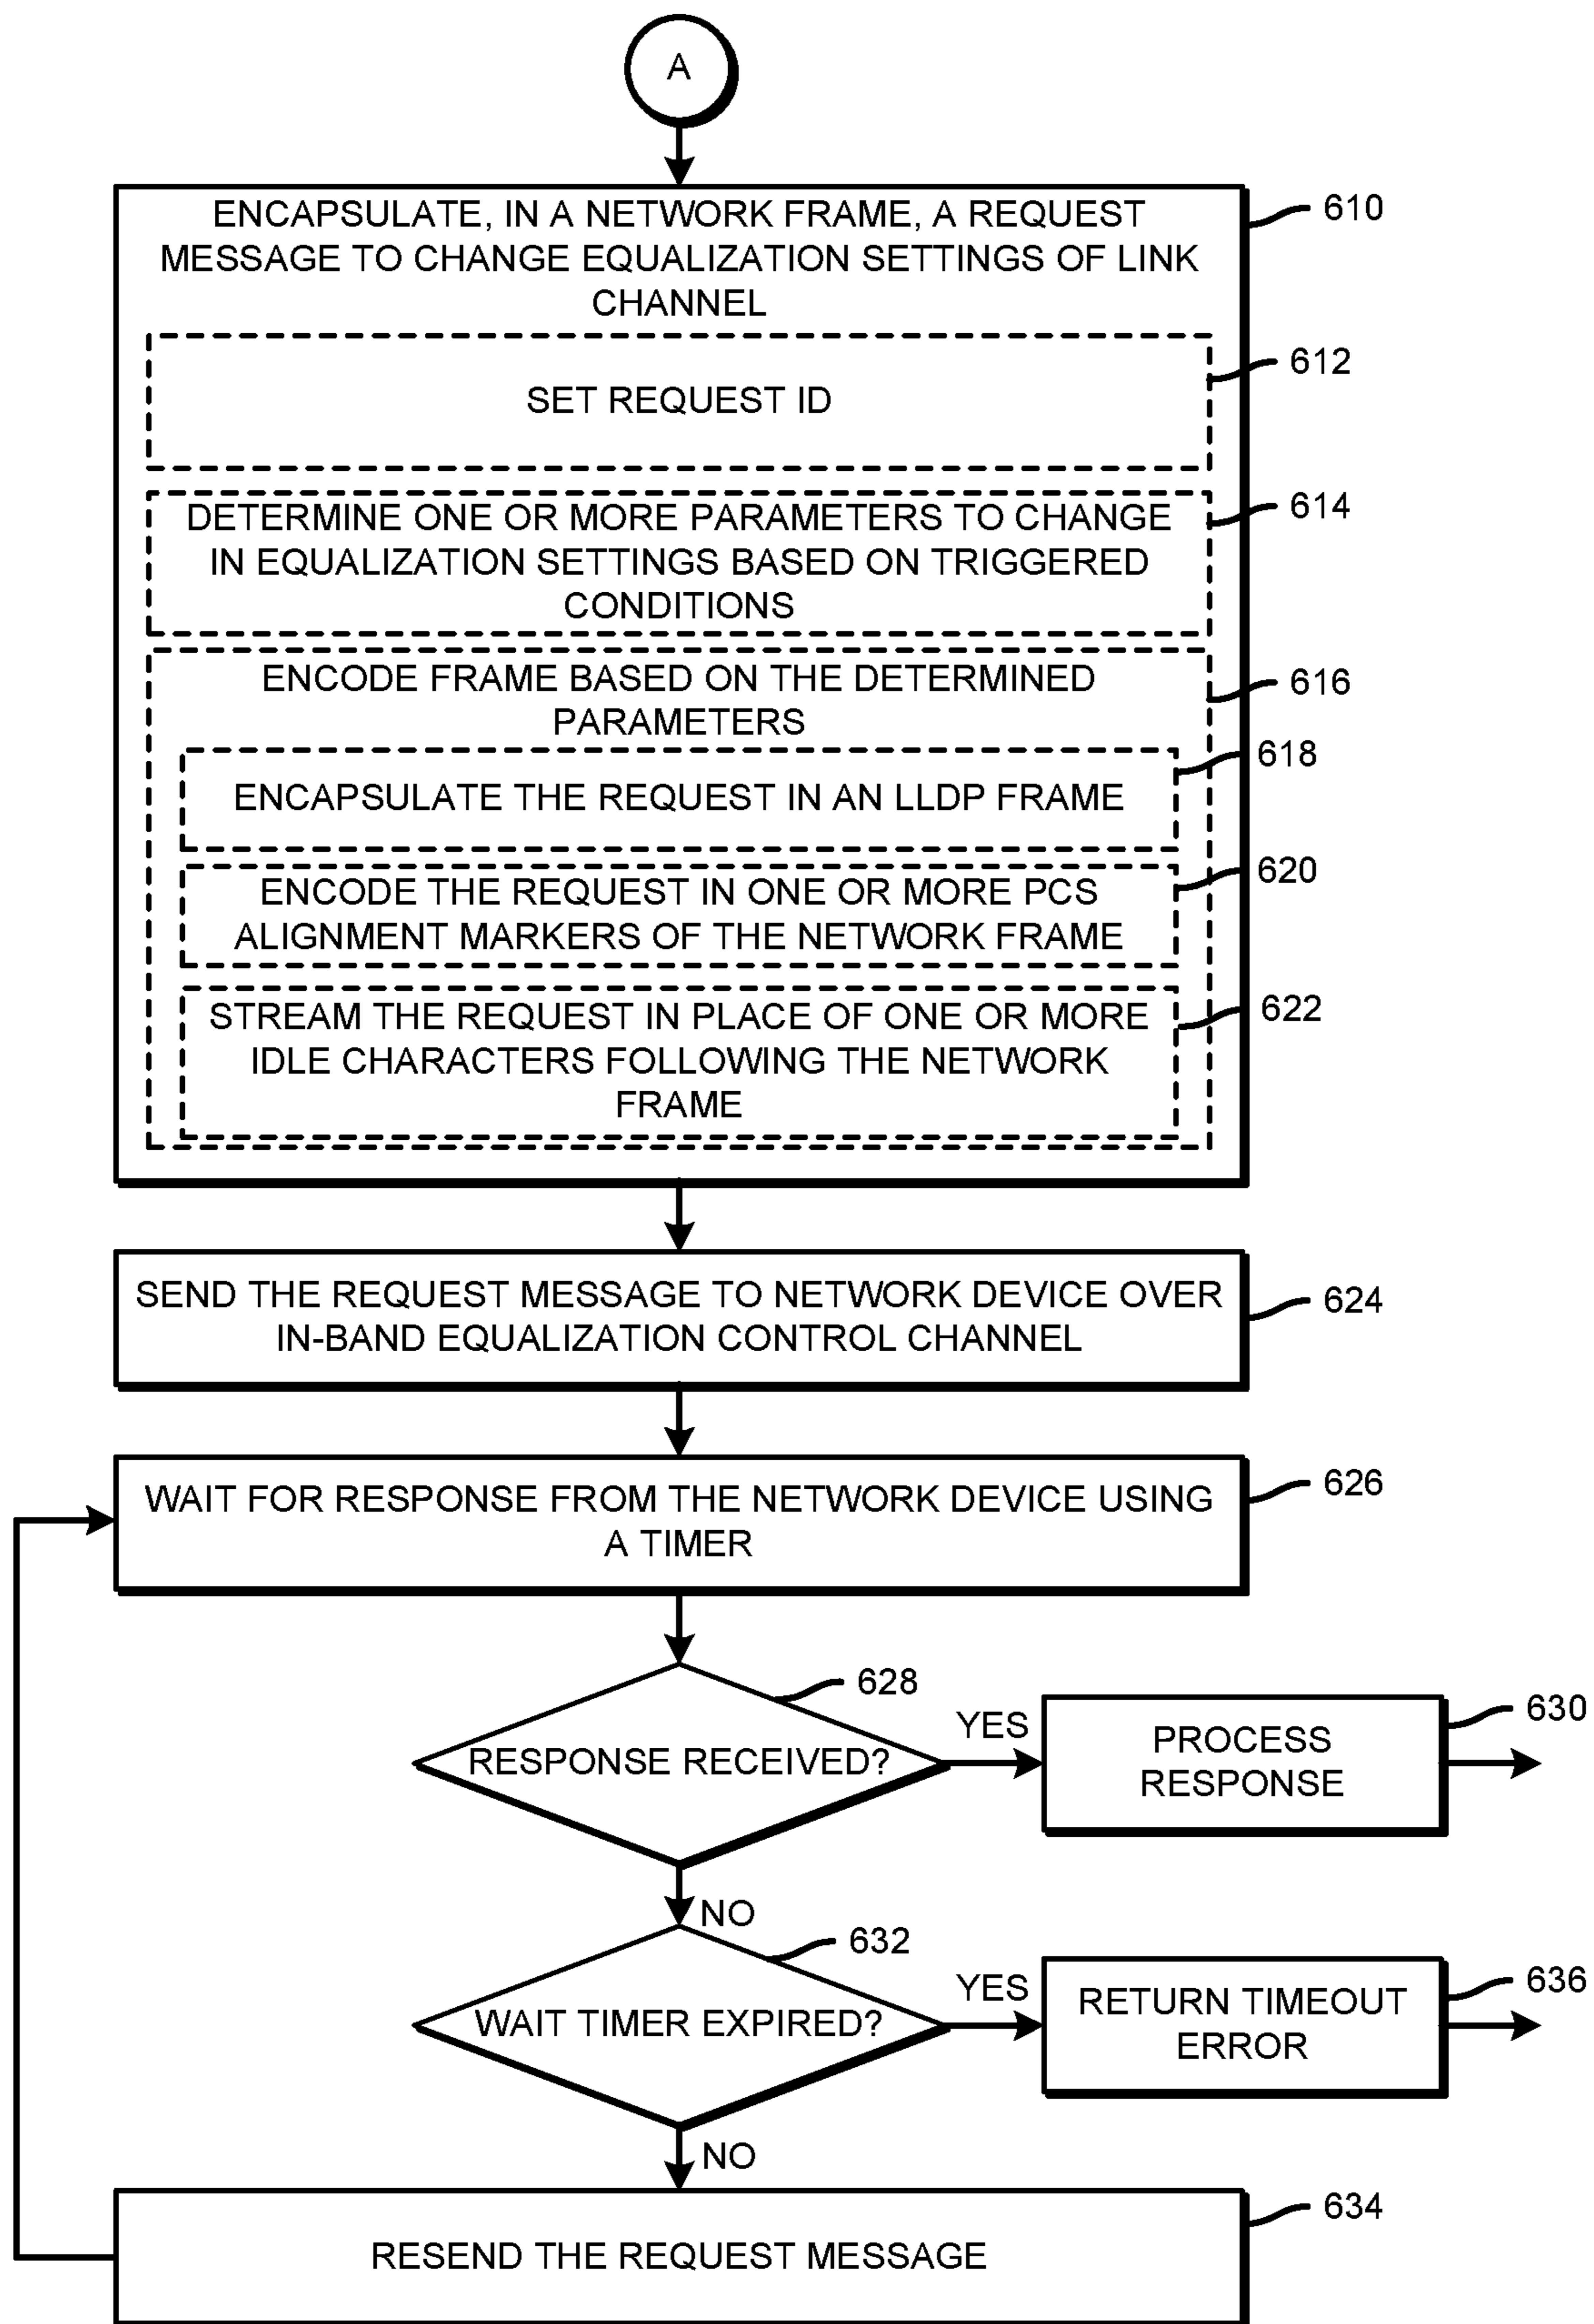 A
ENCAPSULATE, IN A NETWORK FRAME, A REQUEST
MESSAGE TO CHANGE EQUALIZATION SETTINGS OF LINK
CHANNEL
610
SET REQUEST ID
612
DETERMINE ONE OR MORE PARAMETERS TO CHANGE
IN EQUALIZATION SETTINGS BASED ON TRIGGERED
CONDITIONS
614
ENCODE FRAME BASED ON THE DETERMINED
PARAMETERS
616
ENCAPSULATE THE REQUEST IN AN LLDP FRAME
618
ENCODE THE REQUEST IN ONE OR MORE PCS
ALIGNMENT MARKERS OF THE NETWORK FRAME
620
STREAM THE REQUEST IN PLACE OF ONE OR MORE
IDLE CHARACTERS FOLLOWING THE NETWORK
FRAME
622
SEND THE REQUEST MESSAGE TO NETWORK DEVICE OVER
IN-BAND EQUALIZATION CONTROL CHANNEL
624
WAIT FOR RESPONSE FROM THE NETWORK DEVICE USING
A TIMER
626
RESPONSE RECEIVED?
628
YES
PROCESS
RESPONSE
630
NO
WAIT TIMER EXPIRED?
632
YES
RETURN TIMEOUT
ERROR
636
NO
RESEND THE REQUEST MESSAGE
634